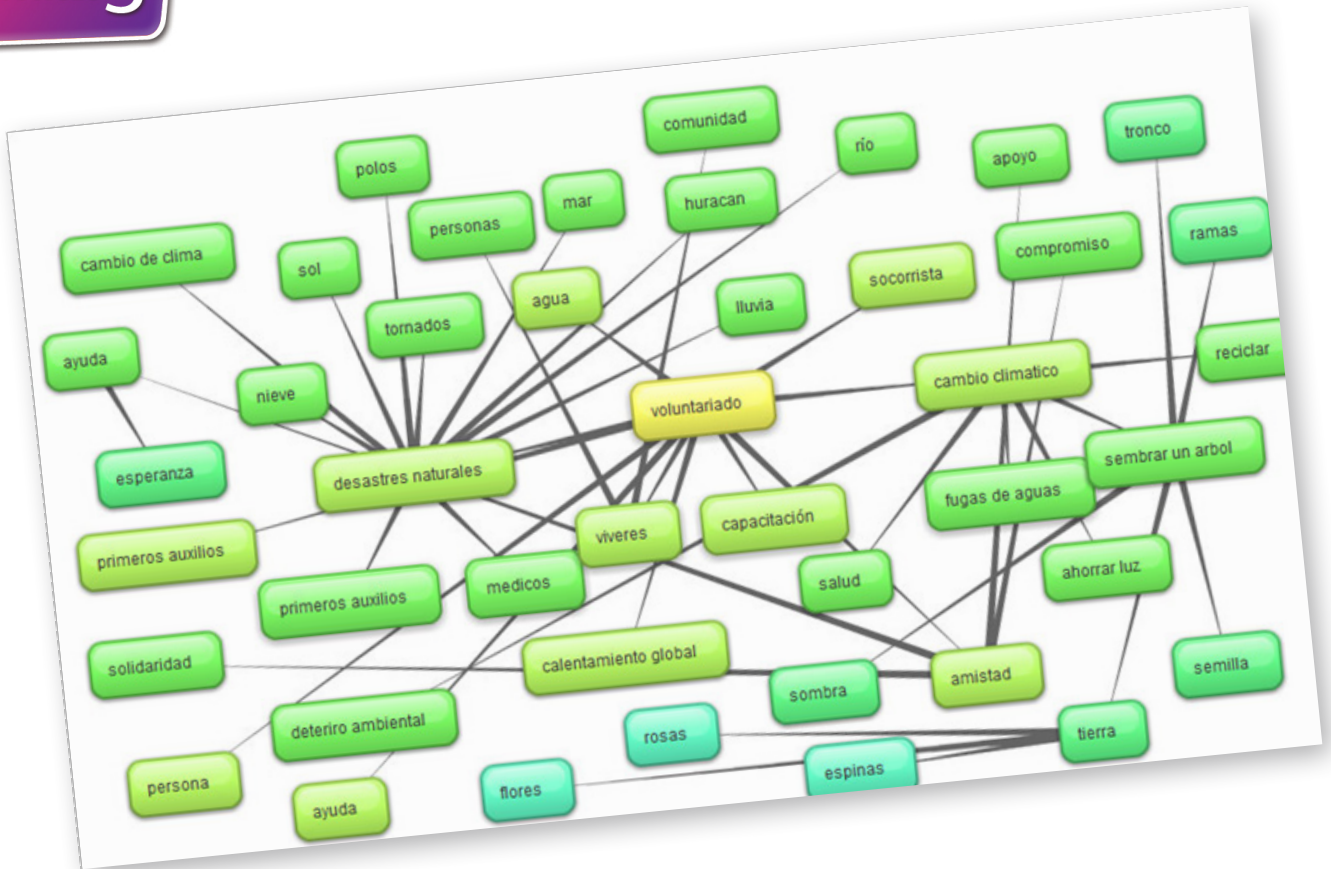 comunidad
tronco
río
apoyo
polos
mar
huracan
personas
ramas
compromiso
cambio de clima
sol
socorrista
agua
lluvia
tornados
reciclar
ayuda
cambio climatico
nieve
voluntariado
sembrar un arbol
esperanza
desastres naturales
fugas de aguas
capacitación
viveres
primeros auxilios
ahorrar luz
salud
medicos
primeros auxilios
calentamiento global
solidaridad
semilla
amistad
sombra
deteriro ambiental
rosas
tierra
espinas
persona
flores
ayuda